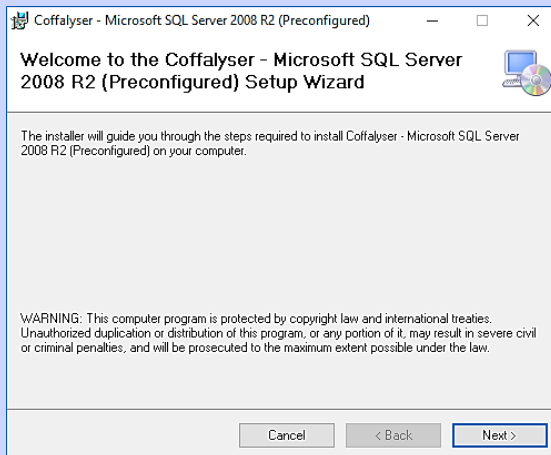 Coffalyser - Microsoft SQL Server 2008 R2 (Preconfigured)
Welcome to the Coffalyser - Microsoft SQL Server
2008 R2 (Preconfigured) Setup Wizard
The installer will guide you through the steps required to install Coffalyser - Microsoft SQL Server
2008 R2 (Preconfigured) on your computer.
WARNING: This computer program is protected by copyright law and international treaties.
Unauthorized duplication or distribution of this program, or any portion of it, may result in severe civil
or criminal penalties, and will be prosecuted to the maximum extent possible under the law.
Cancel < Back Next >